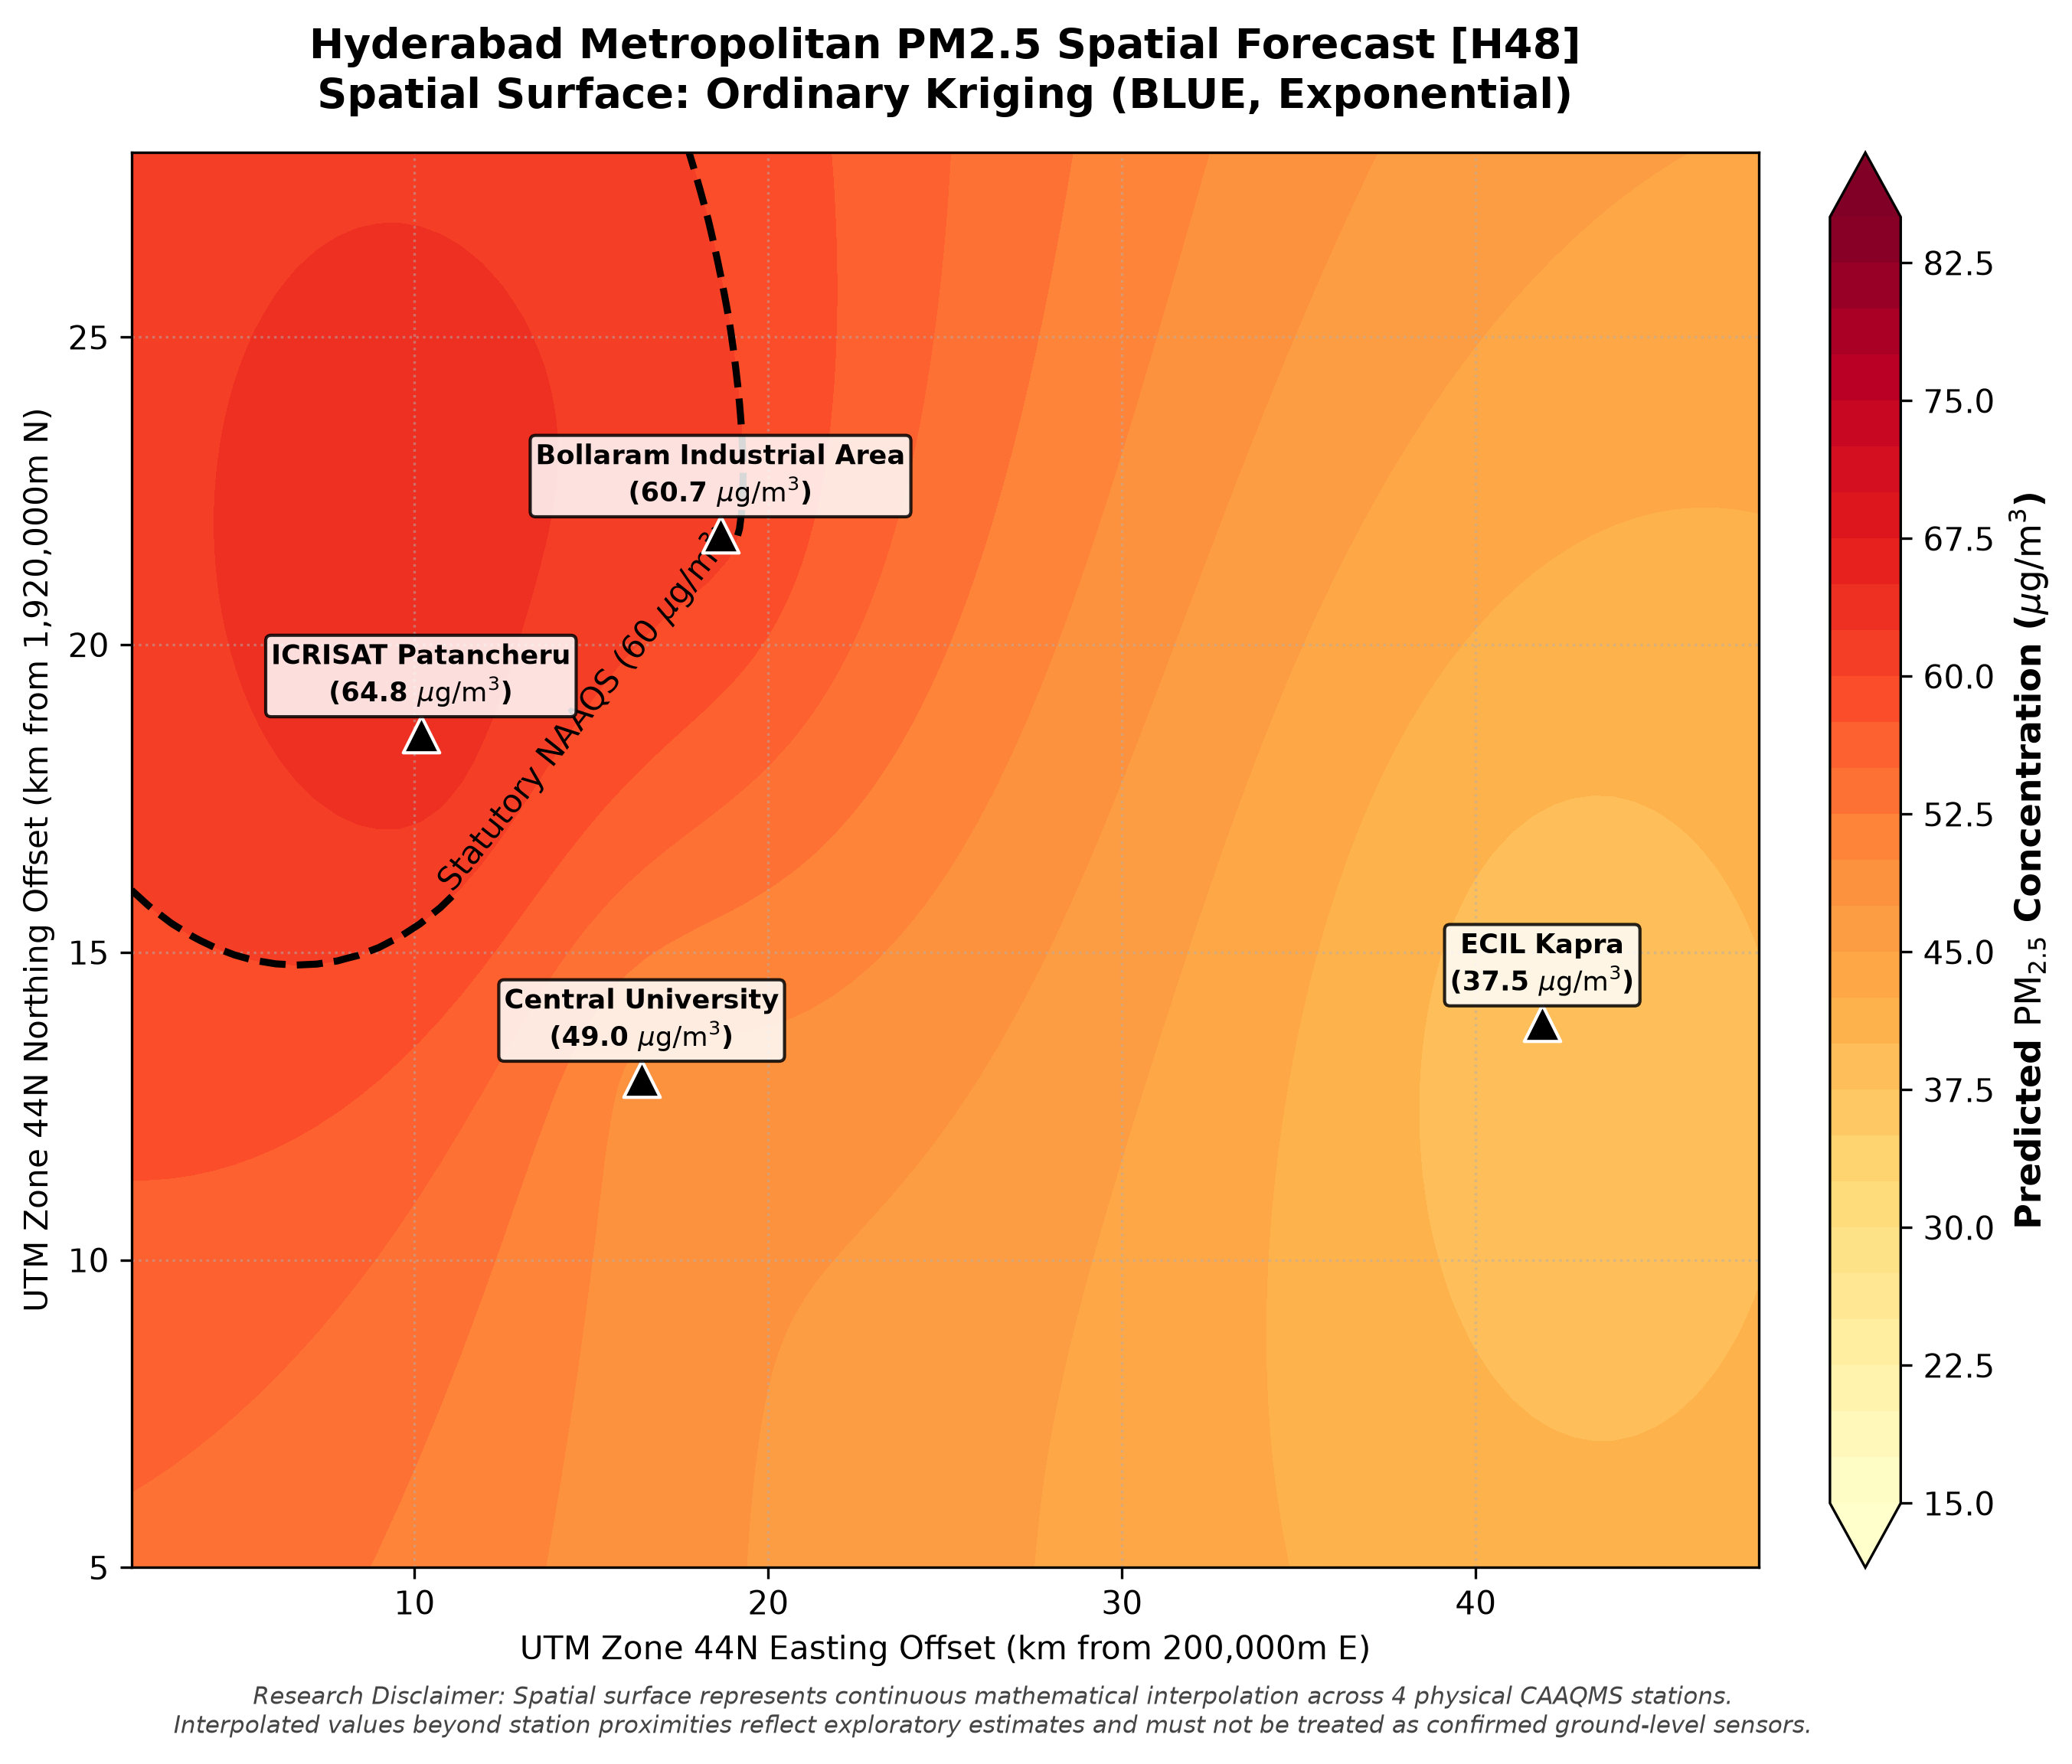 Hyderabad Metropolitan PM2.5 Spatial Forecast [H48]
Spatial Surface: Ordinary Kriging (BLUE, Exponential)
UTM Zone 44N Northing Offset (km from 1,920,000m N)
25
20
15
10
5
Bollaram Industrial Area
(60.7 μg/m³)
Statutory NAAQS (60 μg/m³
ICRISAT Patancheru
(64.8 μg/m³)
Central University
(49.0 μg/m³)
ECIL Kapra
(37.5 μg/m³)
10
20
30
40
UTM Zone 44N Easting Offset (km from 200,000m E)
82.5
75.0
67.5
60.0
52.5
45.0
37.5
30.0
22.5
15.0
Predicted PM₂.₅ Concentration (μg/m³)
Research Disclaimer: Spatial surface represents continuous mathematical interpolation across 4 physical CAAQMS stations.
Interpolated values beyond station proximities reflect exploratory estimates and must not be treated as confirmed ground-level sensors.